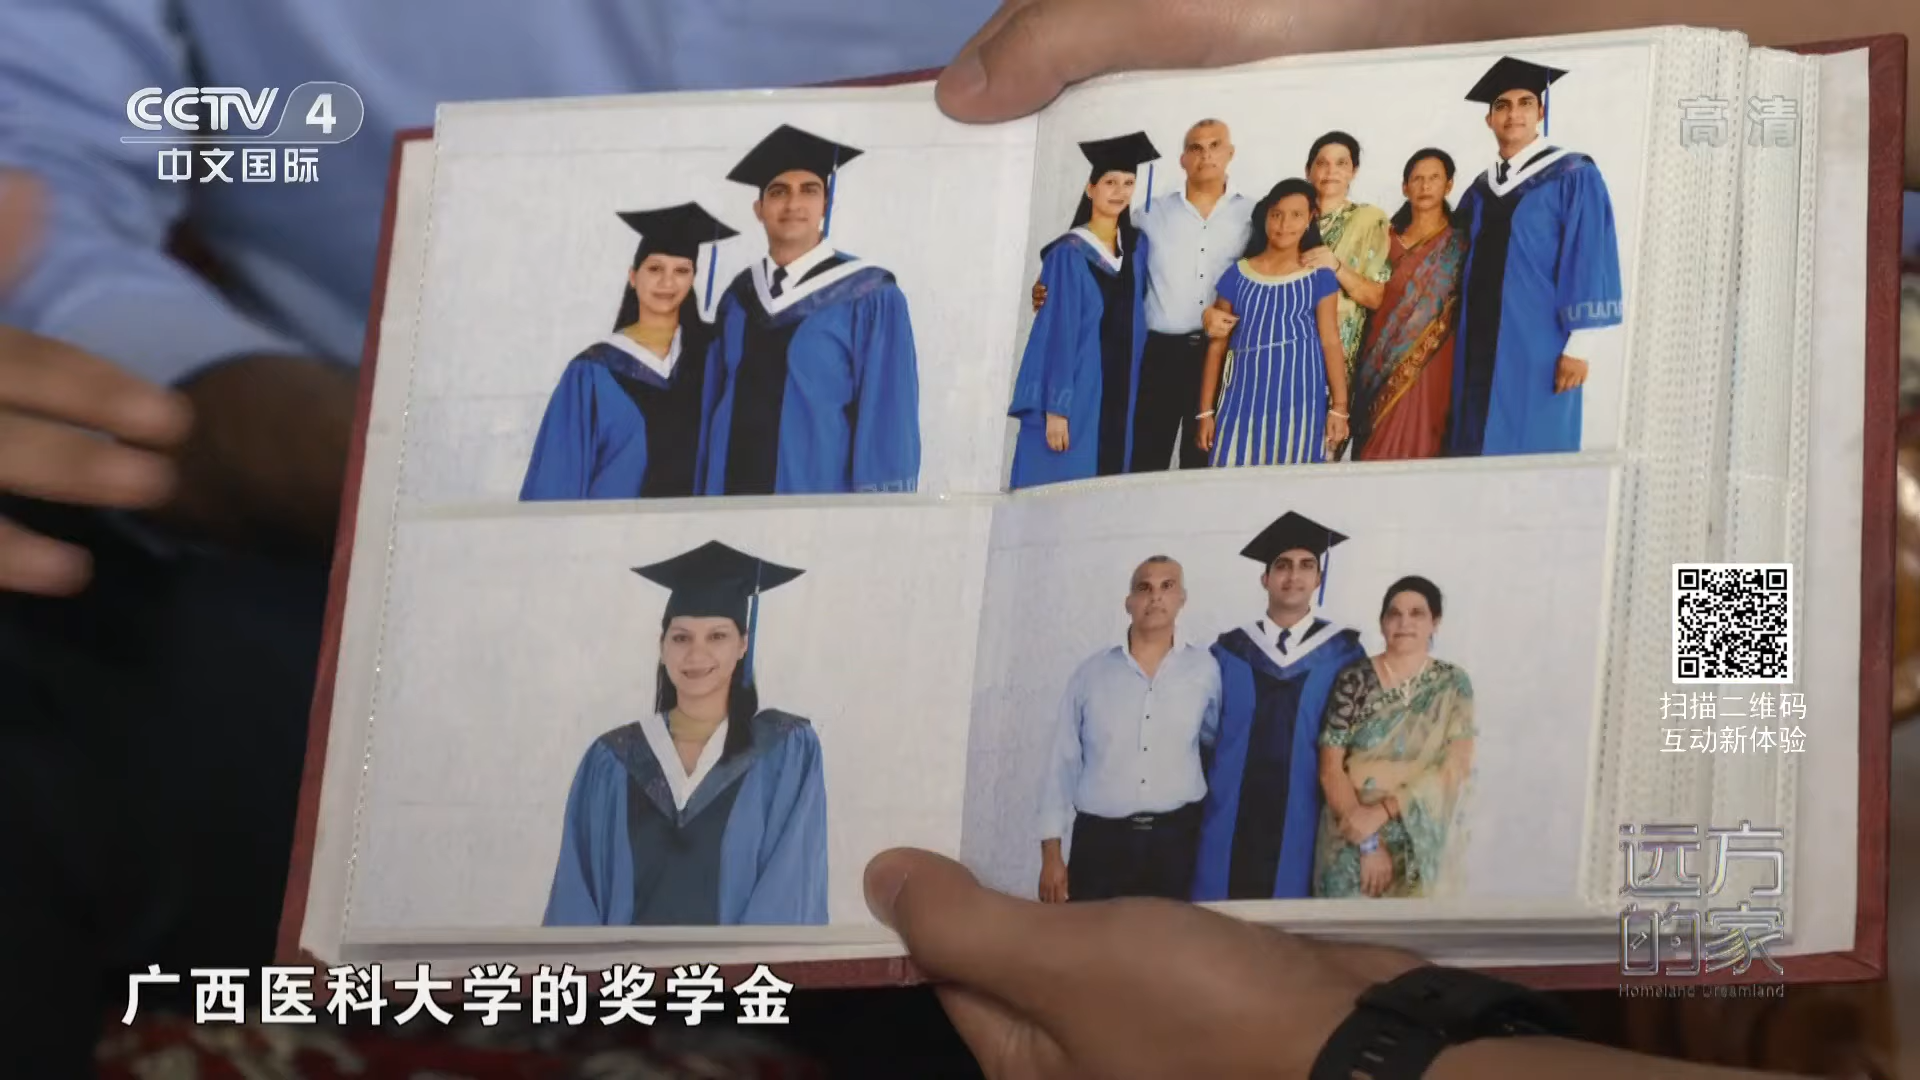 CCTV 4
中文国际
高清
扫描二维码
互动新体验
远方
的家
Homeland Dreamland
广西医科大学的奖学金